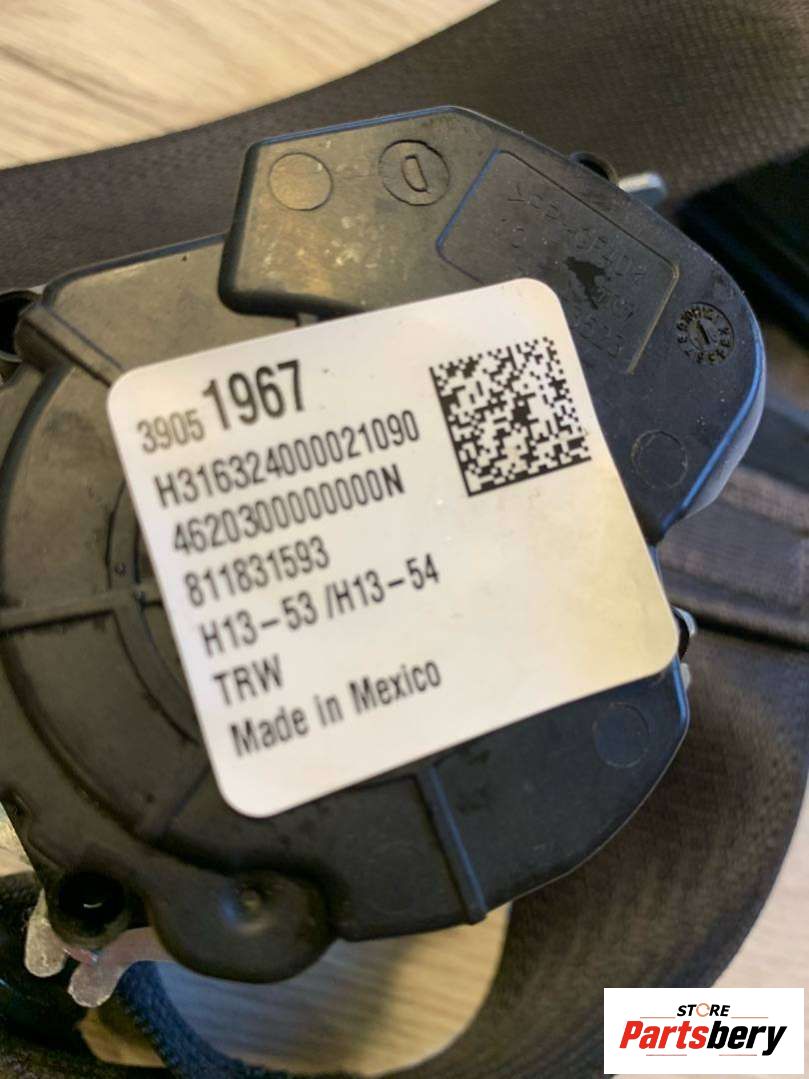 D
3905 1967
H316324000021090
4620300000000N
811831593
H13-53 /H13-54
TRW
Made in Mexico
STORE
Partsbery